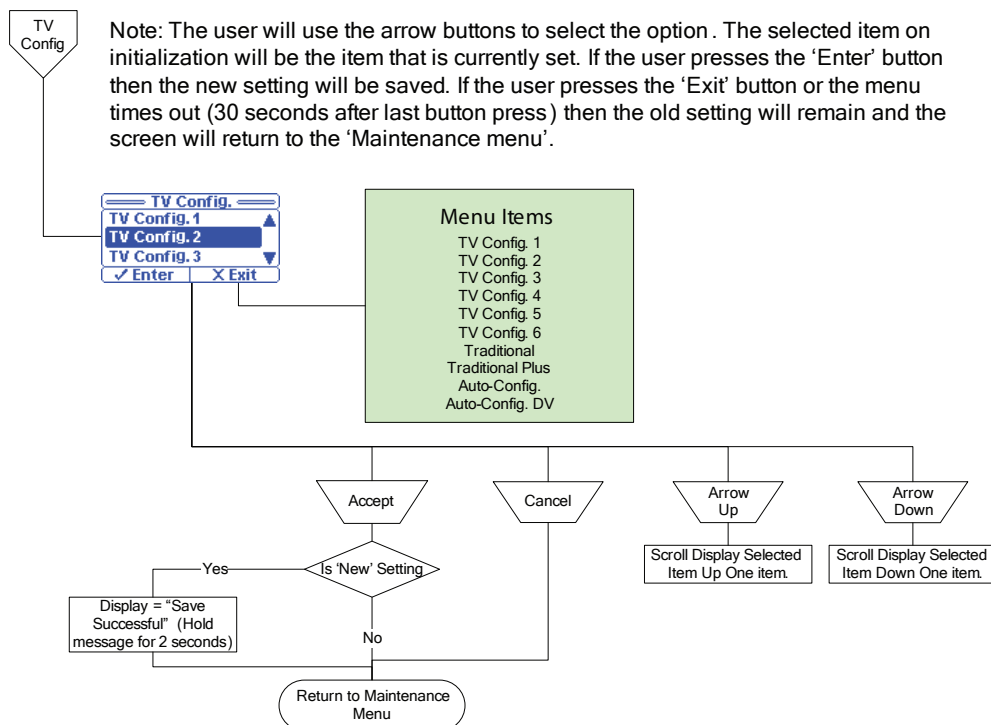 TV
Config
Note: The user will use the arrow buttons to select the option. The selected item on
initialization will be the item that is currently set. If the user presses the ‘Enter’ button
then the new setting will be saved. If the user presses the ‘Exit’ button or the menu
times out (30 seconds after last button press) then the old setting will remain and the
screen will return to the ‘Maintenance menu’.
TV Config.
TV Config. 1
TV Config. 2
TV Config. 3
✓ Enter X Exit
Menu Items
TV Config. 1
TV Config. 2
TV Config. 3
TV Config. 4
TV Config. 5
TV Config. 6
Traditional
Traditional Plus
Auto-Config.
Auto-Config. DV
Accept
Cancel
Arrow
Up
Arrow
Down
Scroll Display Selected
Item Up One item.
Scroll Display Selected
Item Down One item.
Is ‘New’ Setting
Yes
No
Display = “Save
Successful” (Hold
message for 2 seconds)
Return to Maintenance
Menu